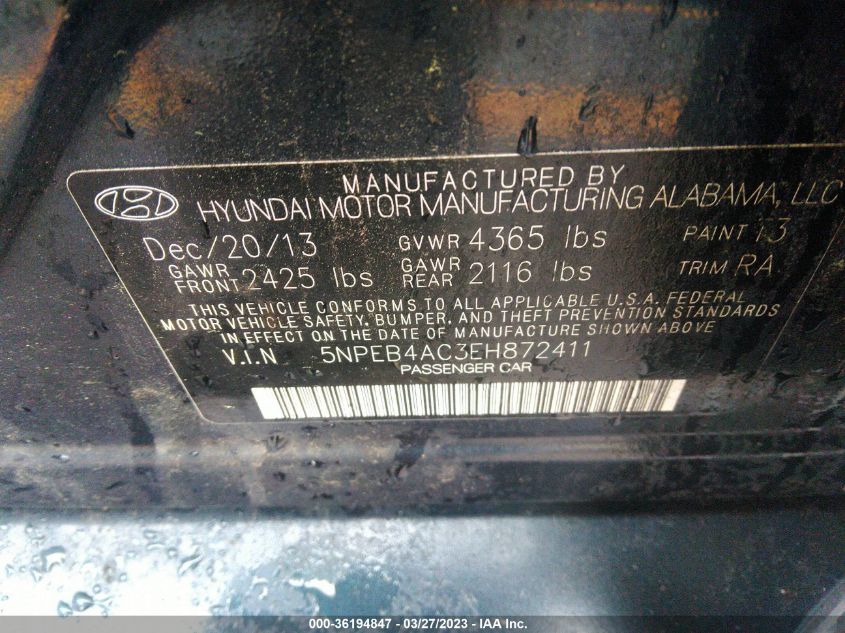 MANUFACTURED BY
HYUNDAI MOTOR MANUFACTURING ALABAMA, LLC
Dec/20/13 GVWR 4365 lbs PAINT T3
GAWR FRONT 2425 lbs GAWR REAR 2116 lbs TRIM RA
THIS VEHICLE CONFORMS TO ALL APPLICABLE U.S.A. FEDERAL
MOTOR VEHICLE SAFETY, BUMPER, AND THEFT PREVENTION STANDARDS
IN EFFECT ON THE DATE OF MANUFACTURE SHOWN ABOVE
V.I.N 5NPEB4AC3EH872411
PASSENGER CAR
000-36194847 - 03/27/2023 - IAA Inc.